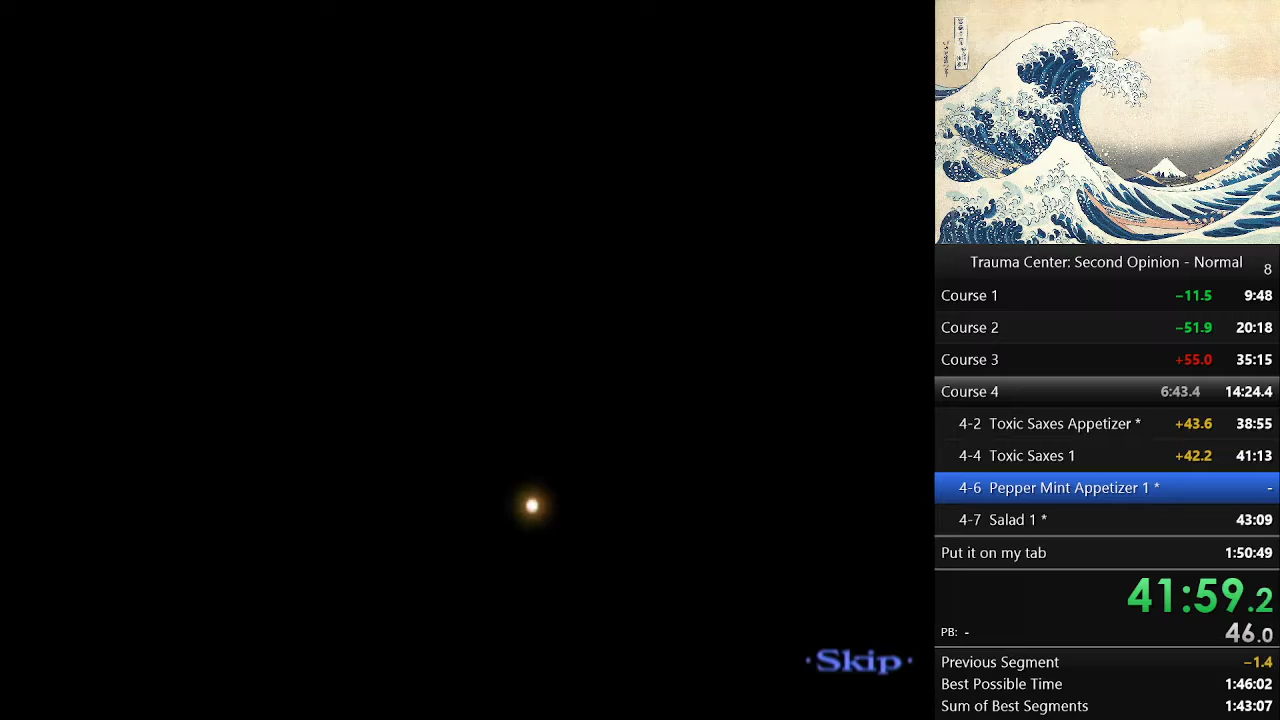 Trauma Center: Second Opinion - Normal
8
Course 1 −11.5 9:48
Course 2 −51.9 20:18
Course 3 +55.0 35:15
Course 4 6:43.4 14:24.4
4-2 Toxic Saxes Appetizer * +43.6 38:55
4-4 Toxic Saxes 1 +42.2 41:13
4-6 Pepper Mint Appetizer 1 * -
4-7 Salad 1 * 43:09
Put it on my tab 1:50:49
41:59.2
PB: - 46.0
·Skip·
Previous Segment −1.4
Best Possible Time 1:46:02
Sum of Best Segments 1:43:07